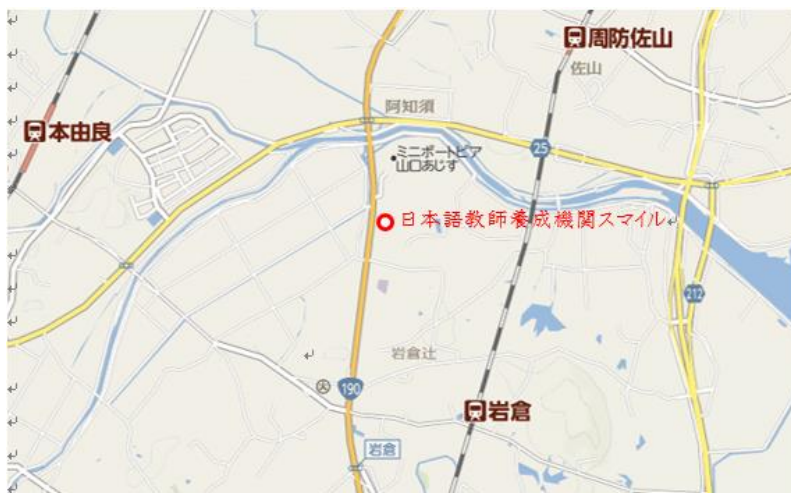 周防佐山
佐山
阿知須
本由良
25
ミニボートピア
山口あじす
日本語教師養成機関スマイル
212
岩倉辻
190
岩倉
岩倉